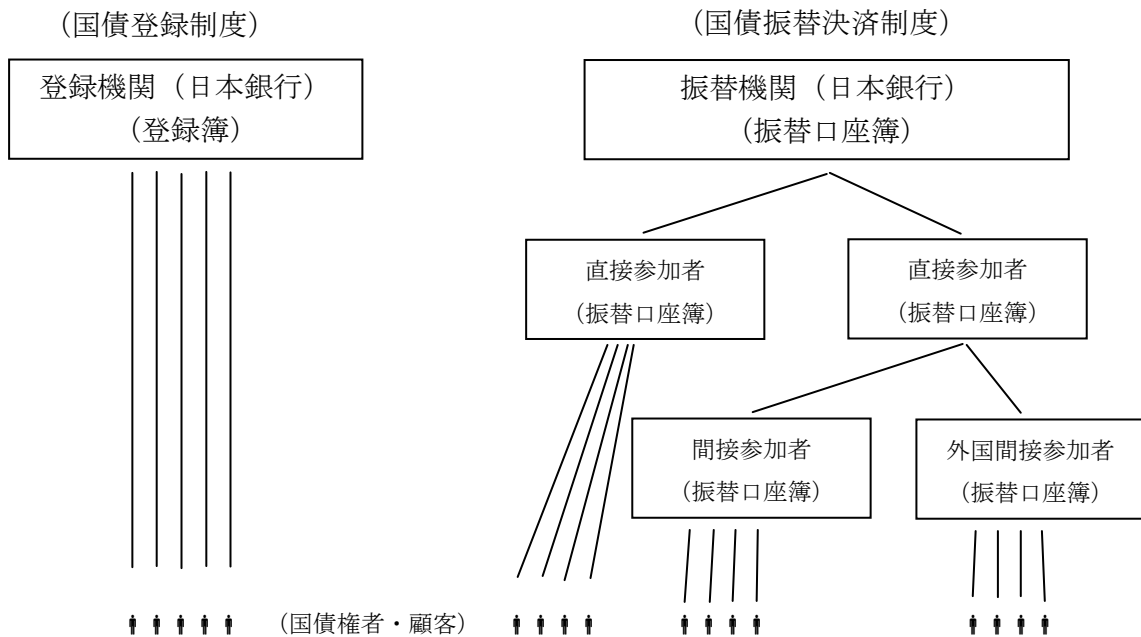 （国債登録制度）
登録機関（日本銀行）
（登録簿）
（国債振替決済制度）
振替機関（日本銀行）
（振替口座簿）
直接参加者
（振替口座簿）
直接参加者
（振替口座簿）
間接参加者
（振替口座簿）
外国間接参加者
（振替口座簿）
（国債権者・顧客）